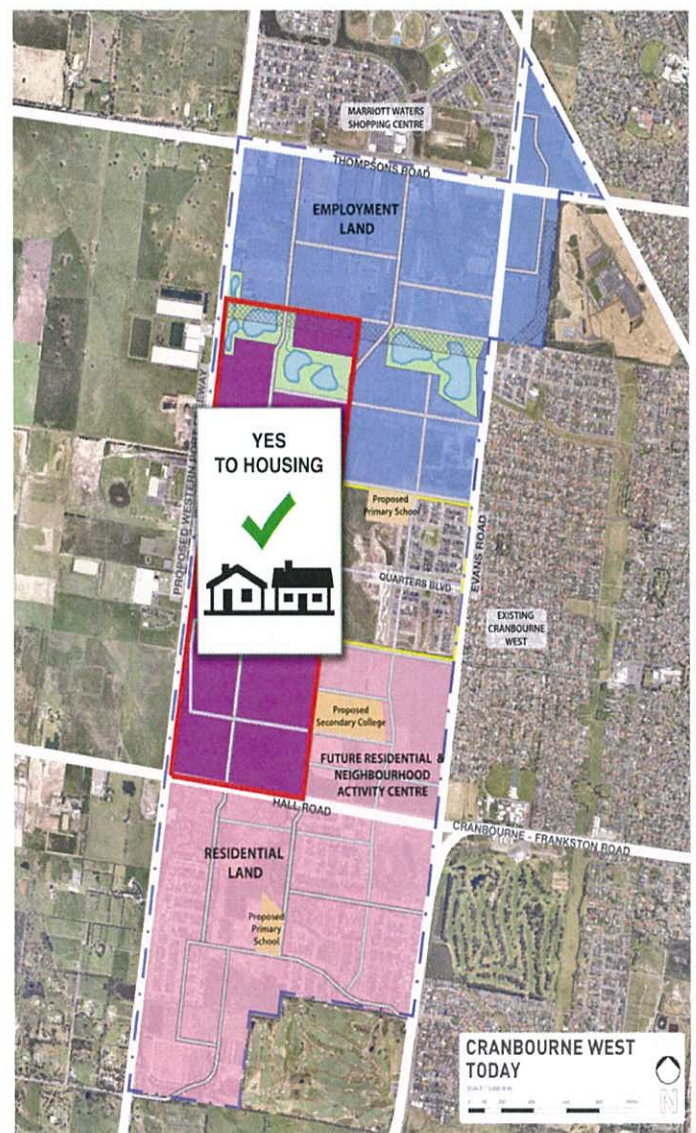 MARRIOTT WATERS
SHOPPING CENTRE
THOMPSONS ROAD
EMPLOYMENT
LAND
YES
TO HOUSING
PROPOSED WESTERN
Proposed
Primary School
QUARTERS BLVD
EVANS ROAD
EXISTING
CRANBOURNE
WEST
Proposed
Secondary College
FUTURE RESIDENTIAL &
NEIGHBOURHOOD
ACTIVITY CENTRE
HALL ROAD
CRANBOURNE - FRANKSTON ROAD
RESIDENTIAL
LAND
Proposed
Primary
School
CRANBOURNE WEST
TODAY
N